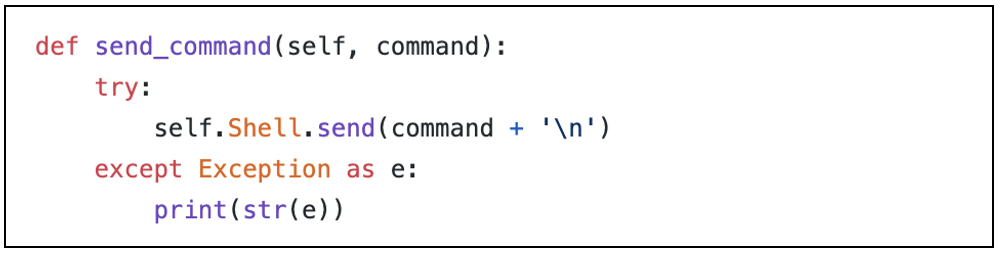 def send_command(self, command):
    try:
        self.Shell.send(command + '\n')
    except Exception as e:
        print(str(e))